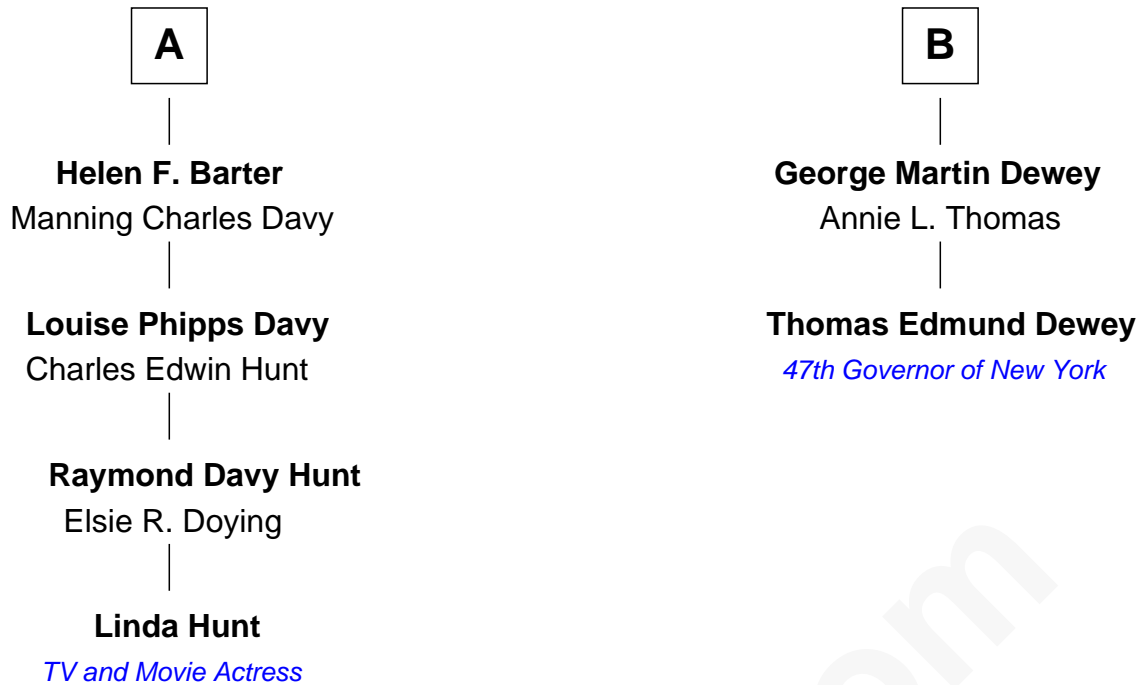 A
Helen F. Barter
Manning Charles Davy
Louise Phipps Davy
Charles Edwin Hunt
Raymond Davy Hunt
Elsie R. Doying
Linda Hunt
TV and Movie Actress
B
George Martin Dewey
Annie L. Thomas
Thomas Edmund Dewey
47th Governor of New York
om